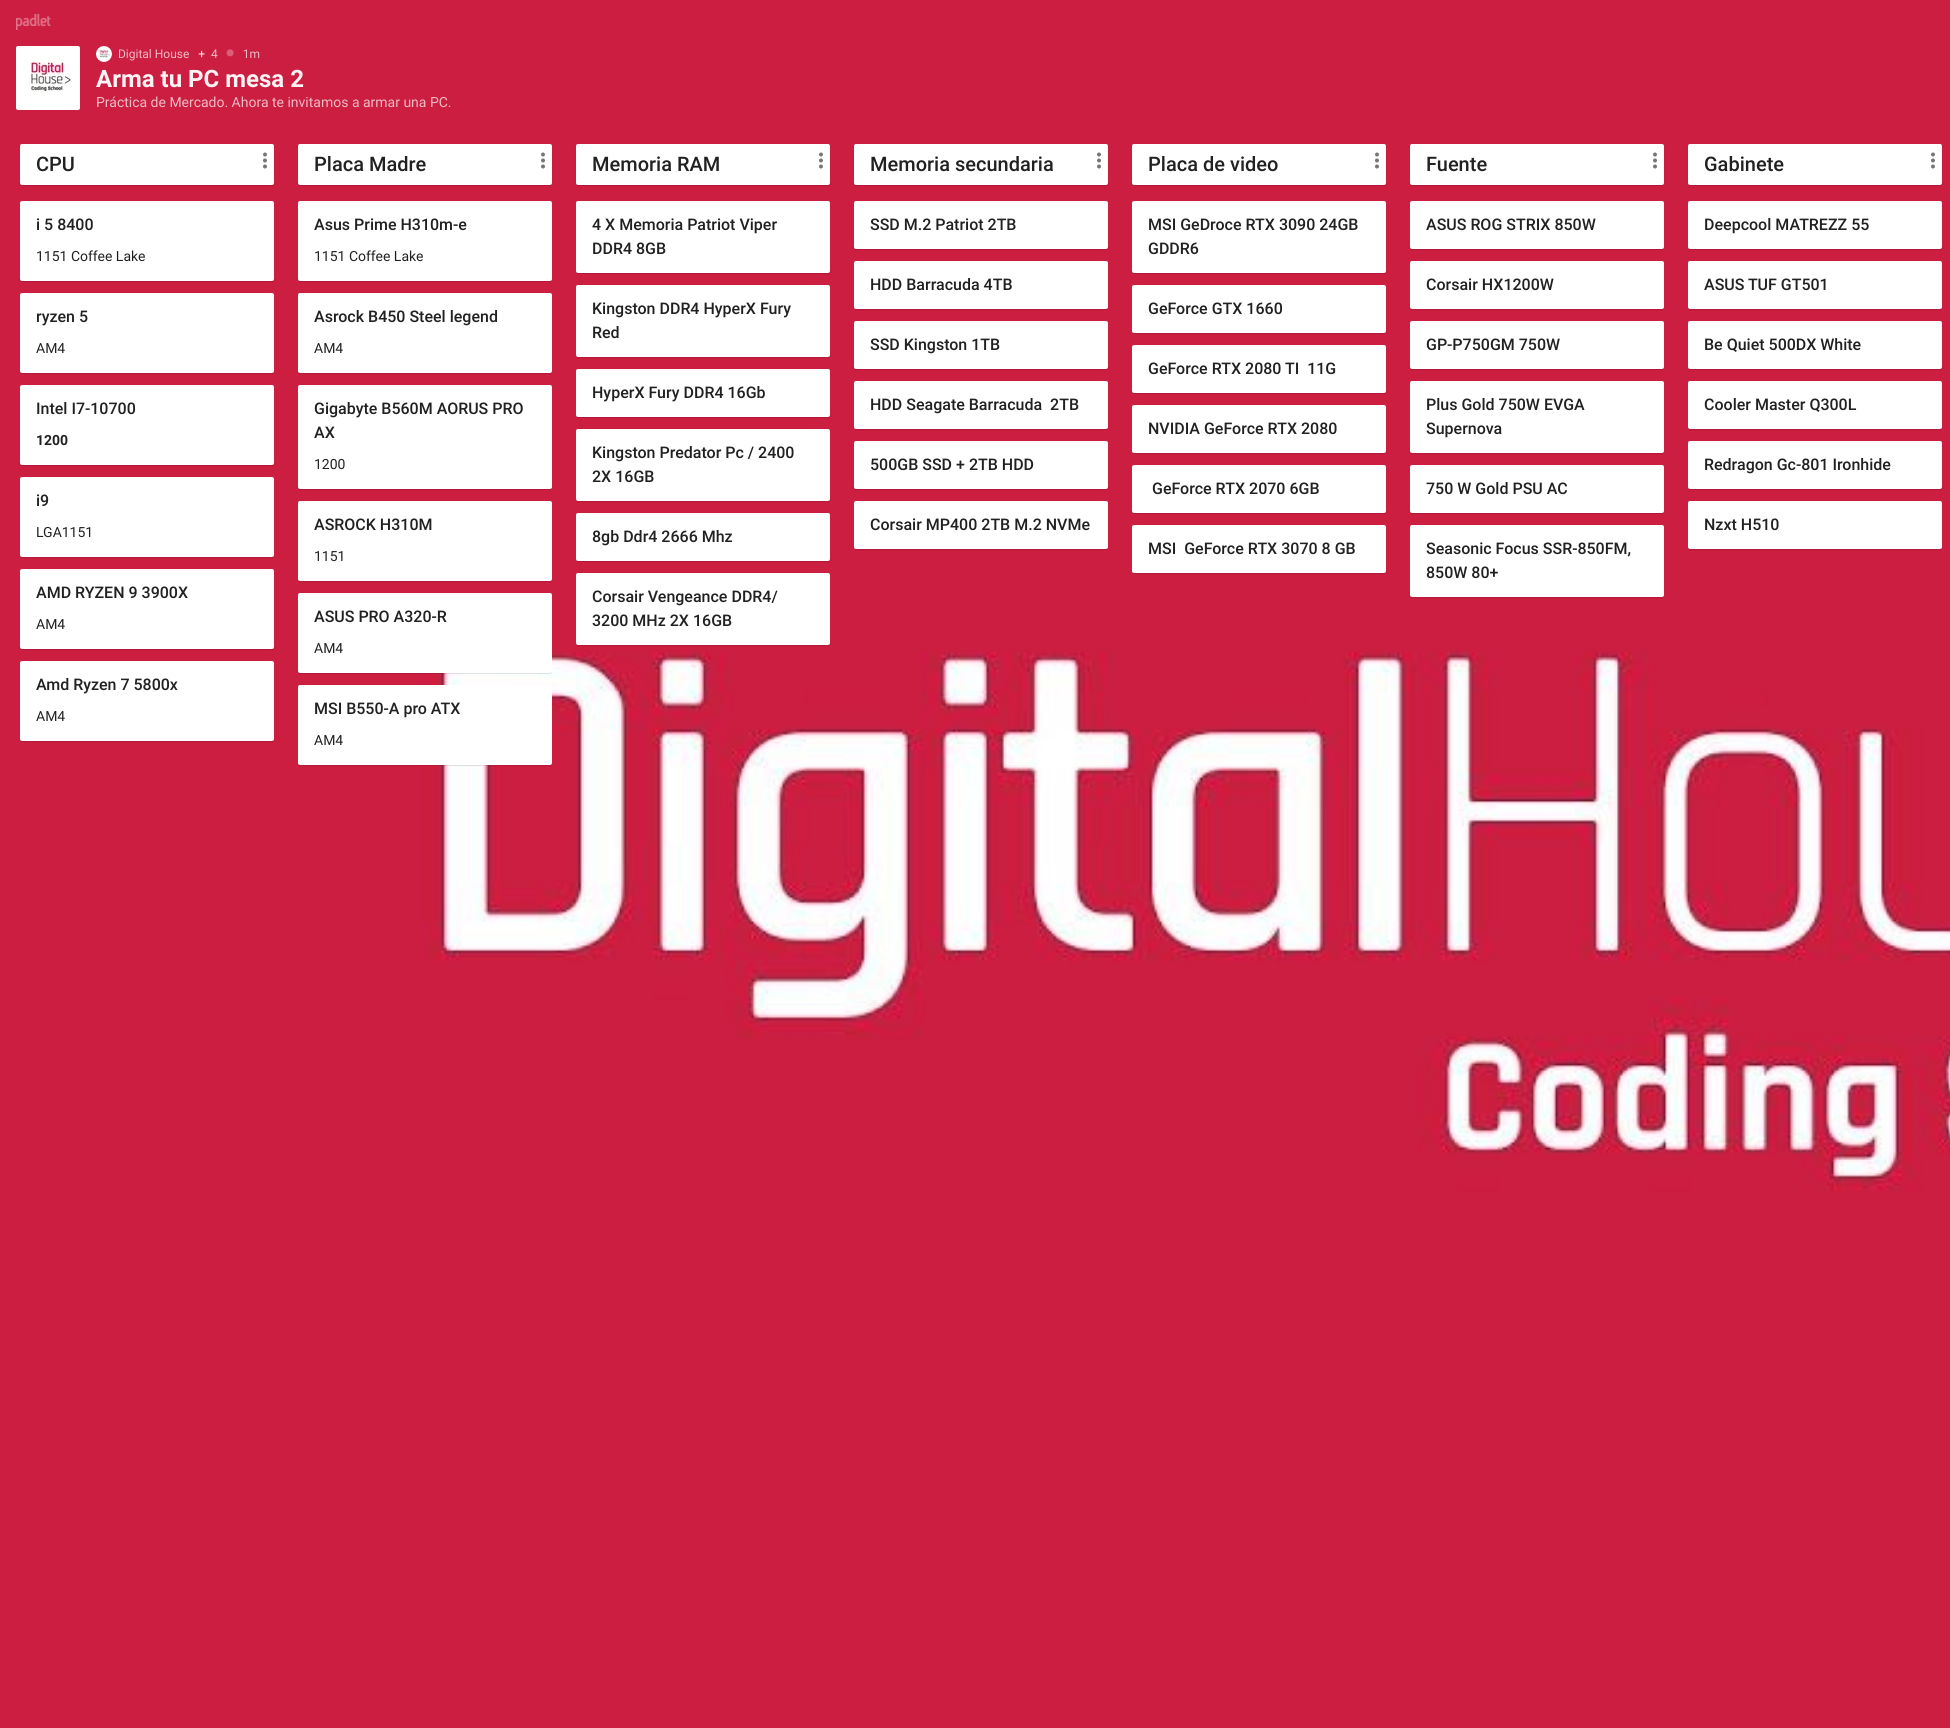 padlet
Digital
House>
Coding School
Digital House + 4 1m
Arma tu PC mesa 2
Práctica de Mercado. Ahora te invitamos a armar una PC.
CPU
i 5 8400
1151 Coffee Lake
ryzen 5
AM4
Intel I7-10700
1200
i9
LGA1151
AMD RYZEN 9 3900X
AM4
Amd Ryzen 7 5800x
AM4
Placa Madre
Asus Prime H310m-e
1151 Coffee Lake
Asrock B450 Steel legend
AM4
Gigabyte B560M AORUS PRO
AX
1200
ASROCK H310M
1151
ASUS PRO A320-R
AM4
MSI B550-A pro ATX
AM4
Memoria RAM
4 X Memoria Patriot Viper
DDR4 8GB
Kingston DDR4 HyperX Fury
Red
HyperX Fury DDR4 16Gb
Kingston Predator Pc / 2400
2X 16GB
8gb Ddr4 2666 Mhz
Corsair Vengeance DDR4/
3200 MHz 2X 16GB
Memoria secundaria
SSD M.2 Patriot 2TB
HDD Barracuda 4TB
SSD Kingston 1TB
HDD Seagate Barracuda 2TB
500GB SSD + 2TB HDD
Corsair MP400 2TB M.2 NVMe
Placa de video
MSI GeDroce RTX 3090 24GB
GDDR6
GeForce GTX 1660
GeForce RTX 2080 TI 11G
NVIDIA GeForce RTX 2080
GeForce RTX 2070 6GB
MSI GeForce RTX 3070 8 GB
Fuente
ASUS ROG STRIX 850W
Corsair HX1200W
GP-P750GM 750W
Plus Gold 750W EVGA
Supernova
750 W Gold PSU AC
Seasonic Focus SSR-850FM,
850W 80+
Gabinete
Deepcool MATREZZ 55
ASUS TUF GT501
Be Quiet 500DX White
Cooler Master Q300L
Redragon Gc-801 Ironhide
Nzxt H510
DigitalHou
Coding